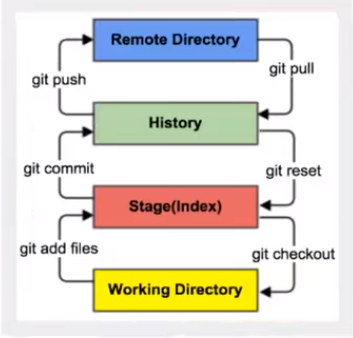 Remote Directory
git push
git pull
History
git commit
git reset
Stage(Index)
git add files
git checkout
Working Directory